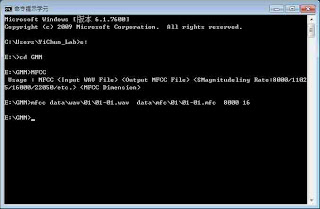 命令提示字元
Microsoft Windows [版本 6.1.7600]
Copyright (c) 2009 Microsoft Corporation.  All rights reserved.
C:\Users\YiChun_Lab>e:
E:\>cd GMM
E:\GMM>MFCC
 Usage : MFCC <Input WAV File> <Output MFCC File> <SMagnitudeling Rate:8000/1102
5/16000/22050/etc.> <MFCC Dimension>
E:\GMM>mfcc data\wav\01\01-01.wav  data\mfc\01\01-01.mfc  8000 16
E:\GMM>_